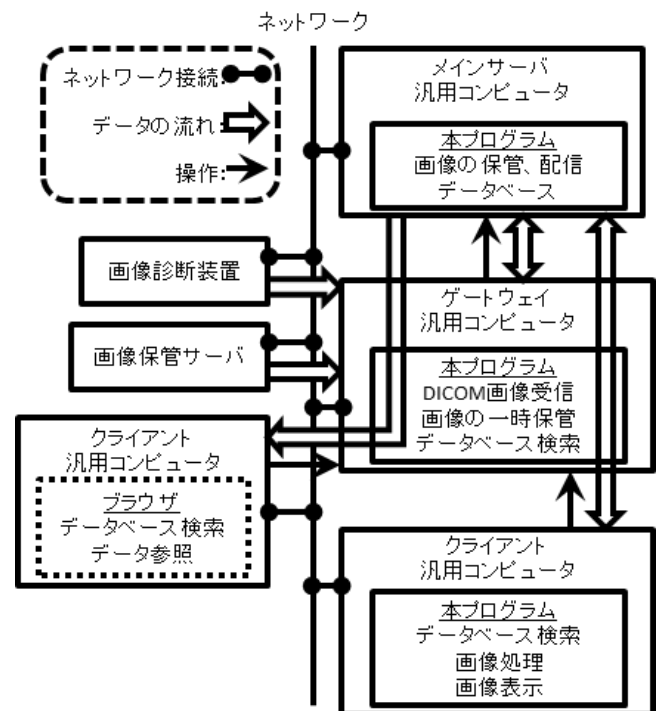 ネットワーク
ネットワーク接続:
データの流れ:
操作:
メインサーバ
汎用コンピュータ
本プログラム
画像の保管、配信
データベース
画像診断装置
画像保管サーバ
ゲートウェイ
汎用コンピュータ
本プログラム
DICOM画像受信
画像の一時保管
データベース検索
クライアント
汎用コンピュータ
ブラウザ
データベース検索
データ参照
クライアント
汎用コンピュータ
本プログラム
データベース検索
画像処理
画像表示